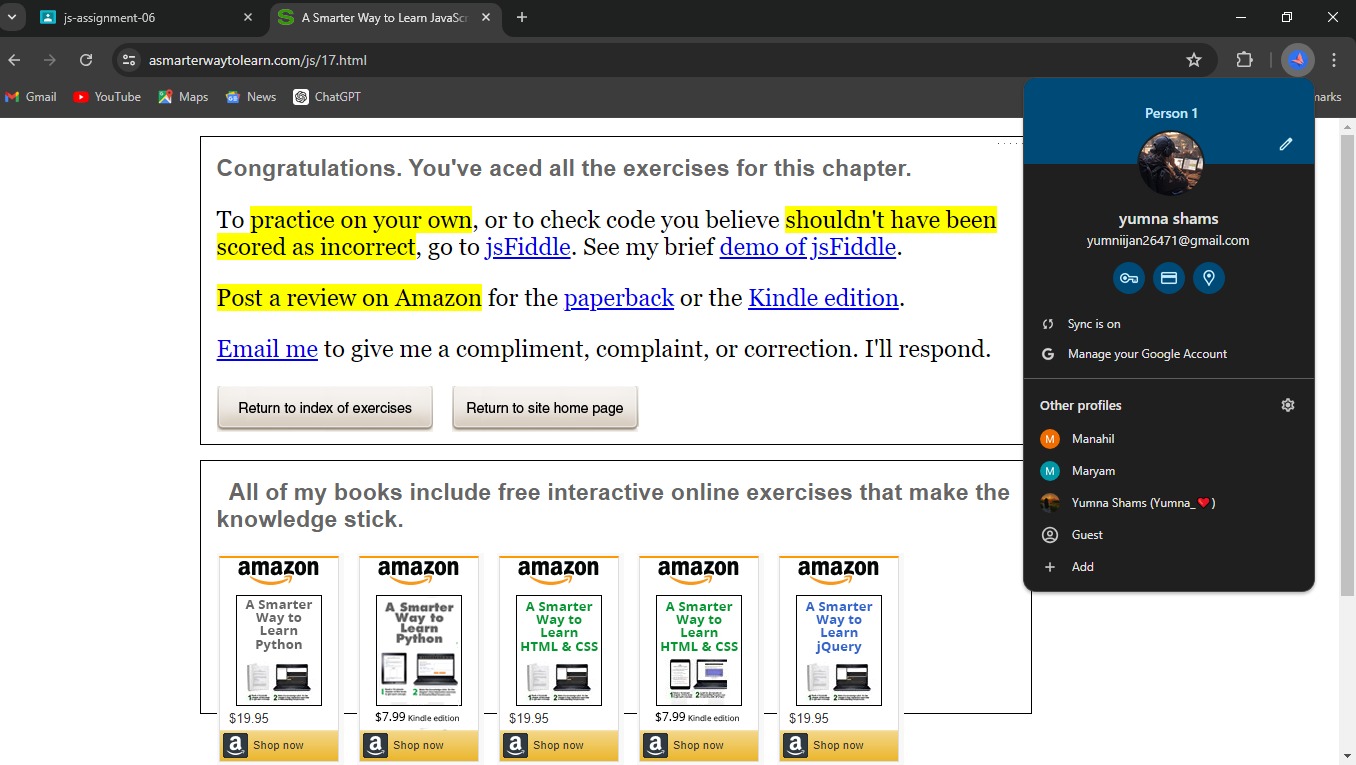 js-assignment-06
A Smarter Way to Learn JavaScr
asmarterwaytolearn.com/js/17.html
Gmail
YouTube
Maps
News
ChatGPT
marks
Congratulations. You've aced all the exercises for this chapter.
To practice on your own, or to check code you believe shouldn't have been
scored as incorrect, go to jsFiddle. See my brief demo of jsFiddle.
Post a review on Amazon for the paperback or the Kindle edition.
Email me to give me a compliment, complaint, or correction. I'll respond.
Return to index of exercises
Return to site home page
All of my books include free interactive online exercises that make the
knowledge stick.
amazon
A Smarter
Way to
Learn
Python
$19.95
a
Shop now
amazon
A Smarter
Way to
Learn
Python
$7.99 Kindle edition
a
Shop now
amazon
A Smarter
Way to
Learn
HTML & CSS
$19.95
a
Shop now
amazon
A Smarter
Way to
Learn
HTML & CSS
$7.99 Kindle edition
a
Shop now
amazon
A Smarter
Way to
Learn
jQuery
$19.95
a
Shop now
Person 1
yumna shams
yumniijan26471@gmail.com
Sync is on
Manage your Google Account
Other profiles
M
Manahil
M
Maryam
Yumna Shams (Yumna_❤️)
Guest
Add